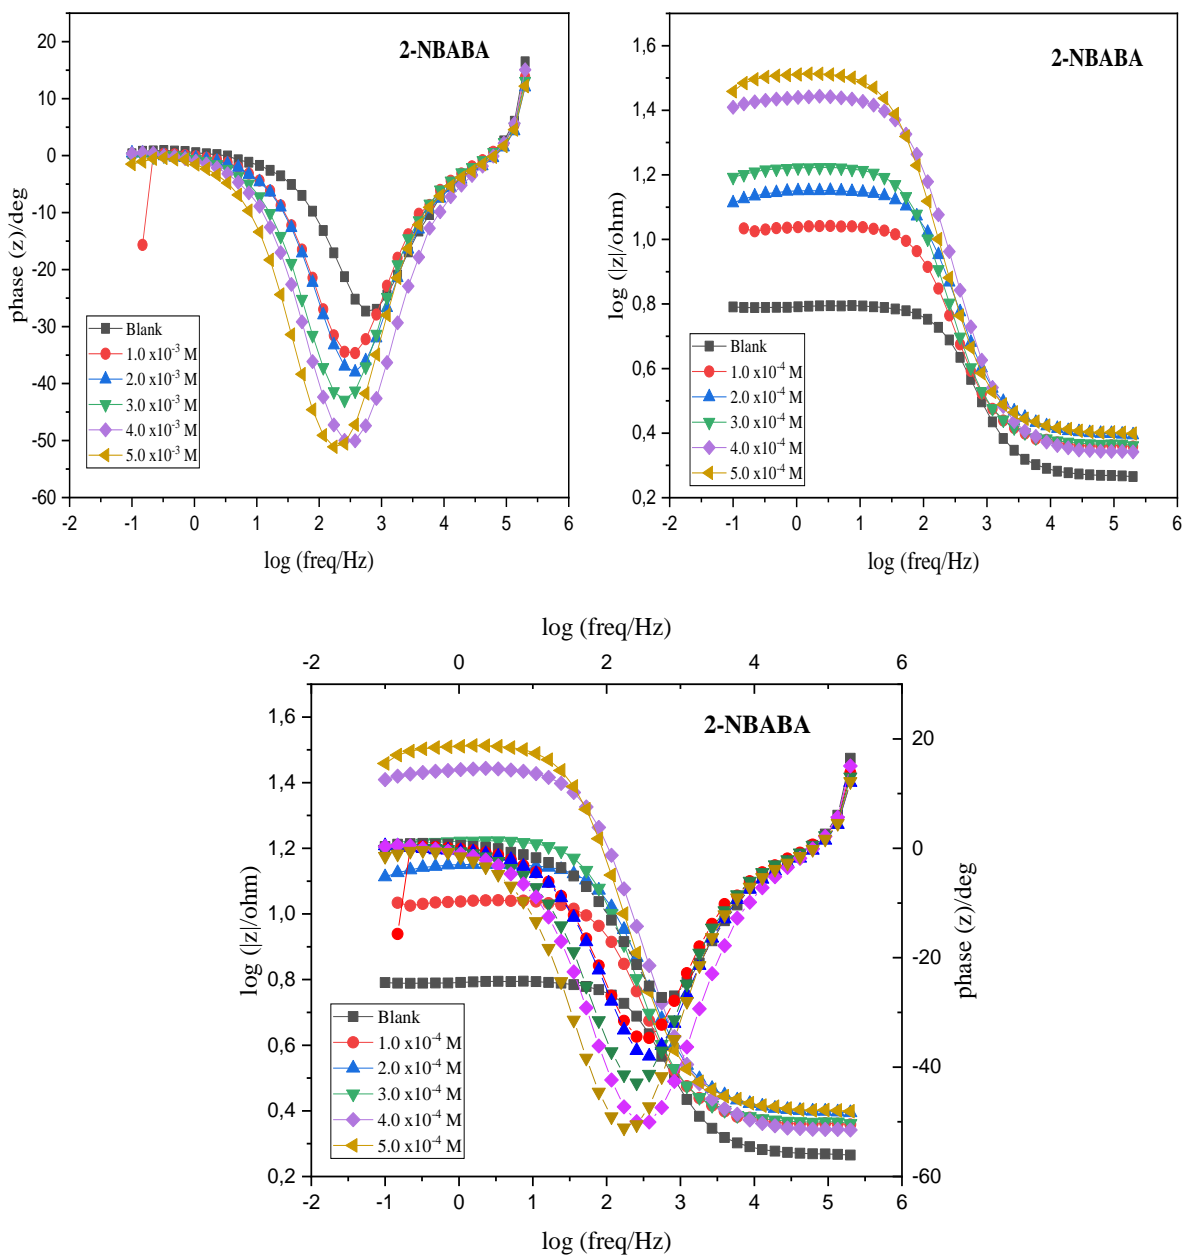 2-NBABA
20
10
0
-10
-20
-30
-40
-50
-60
phase (z)/deg
Blank
1.0 x10⁻³ M
2.0 x10⁻³ M
3.0 x10⁻³ M
4.0 x10⁻³ M
5.0 x10⁻³ M
-2 -1 0 1 2 3 4 5 6
log (freq/Hz)
2-NBABA
1,6
1,4
1,2
1,0
0,8
0,6
0,4
0,2
log (|z|/ohm)
Blank
1.0 x10⁻⁴ M
2.0 x10⁻⁴ M
3.0 x10⁻⁴ M
4.0 x10⁻⁴ M
5.0 x10⁻⁴ M
-2 -1 0 1 2 3 4 5 6
log (freq/Hz)
log (freq/Hz)
-2 0 2 4 6
2-NBABA
1,6
1,4
1,2
1,0
0,8
0,6
0,4
0,2
log (|z|/ohm)
20
0
-20
-40
-60
phase (z)/deg
Blank
1.0 x10⁻⁴ M
2.0 x10⁻⁴ M
3.0 x10⁻⁴ M
4.0 x10⁻⁴ M
5.0 x10⁻⁴ M
-2 -1 0 1 2 3 4 5 6
log (freq/Hz)